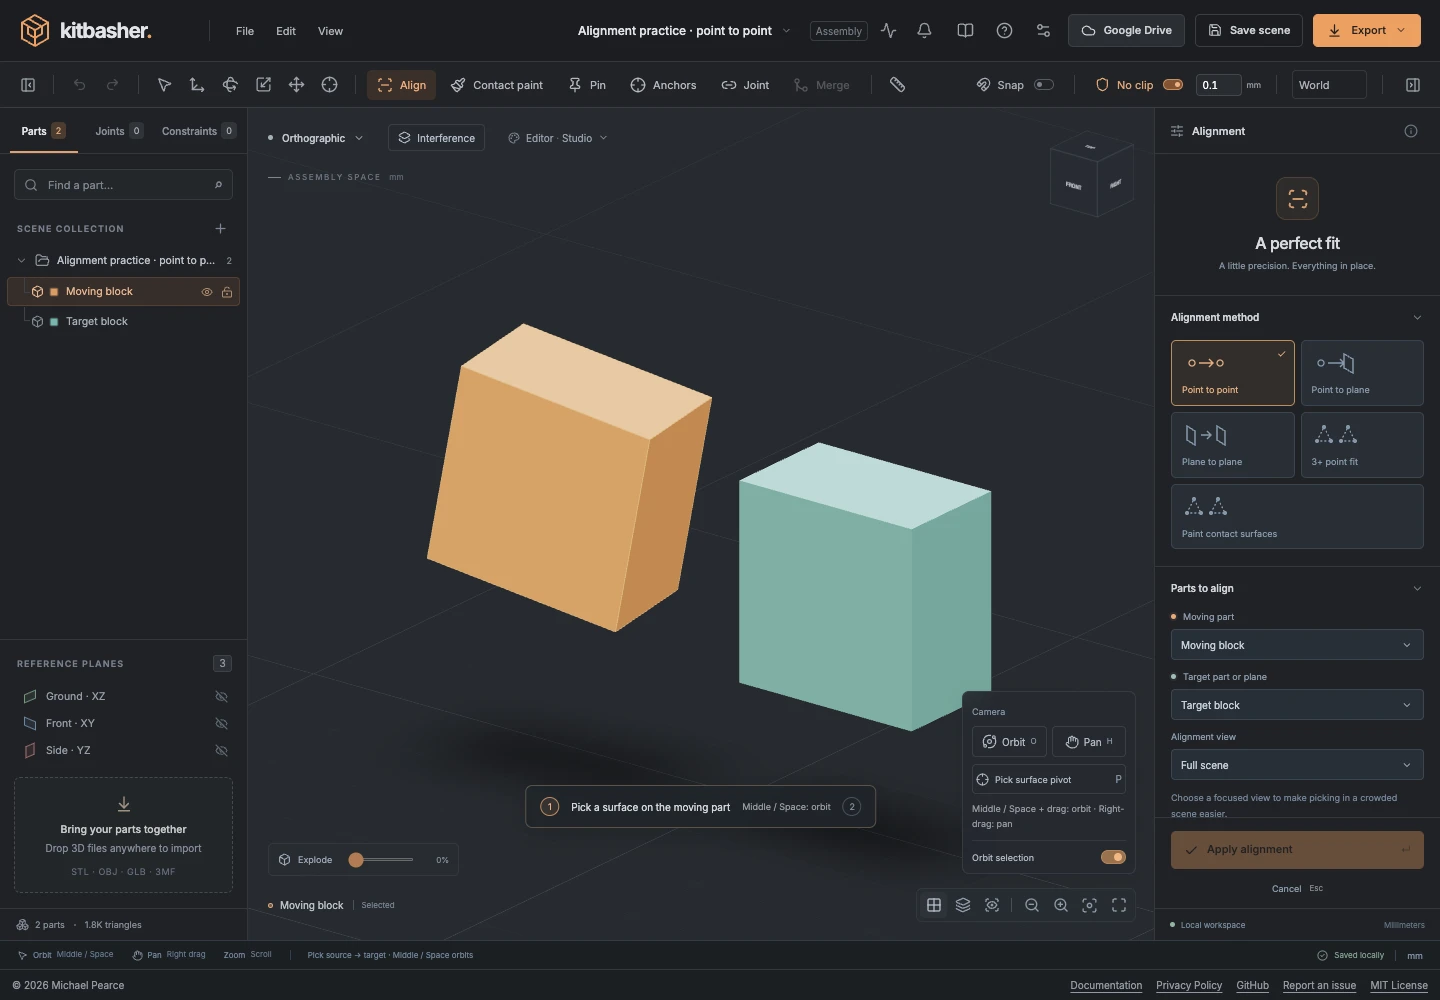 kitbasher.
File Edit View
Alignment practice · point to point
Assembly
Google Drive
Save scene
Export
Align
Contact paint
Pin
Anchors
Joint
Merge
Snap
No clip
0.1 mm
World
Parts 2
Joints 0
Constraints 0
Find a part...
SCENE COLLECTION
Alignment practice · point to p... 2
Moving block
Target block
REFERENCE PLANES 3
Ground · XZ
Front · XY
Side · YZ
Bring your parts together
Drop 3D files anywhere to import
STL · OBJ · GLB · 3MF
2 parts · 1.8K triangles
Orthographic
Interference
Editor · Studio
ASSEMBLY SPACE mm
FRONT
RIGHT
1 Pick a surface on the moving part Middle / Space: orbit 2
Explode 0%
Moving block Selected
Camera
Orbit O
Pan H
Pick surface pivot P
Middle / Space + drag: orbit · Right-
drag: pan
Orbit selection
Alignment
A perfect fit
A little precision. Everything in place.
Alignment method
Point to point
Point to plane
Plane to plane
3+ point fit
Paint contact surfaces
Parts to align
Moving part
Moving block
Target part or plane
Target block
Alignment view
Full scene
Choose a focused view to make picking in a crowded
scene easier.
Apply alignment
Cancel Esc
Local workspace
Millimeters
Orbit Middle / Space
Pan Right drag
Zoom Scroll
Pick source → target · Middle / Space orbits
Saved locally
mm
© 2026 Michael Pearce
Documentation Privacy Policy GitHub Report an issue MIT License